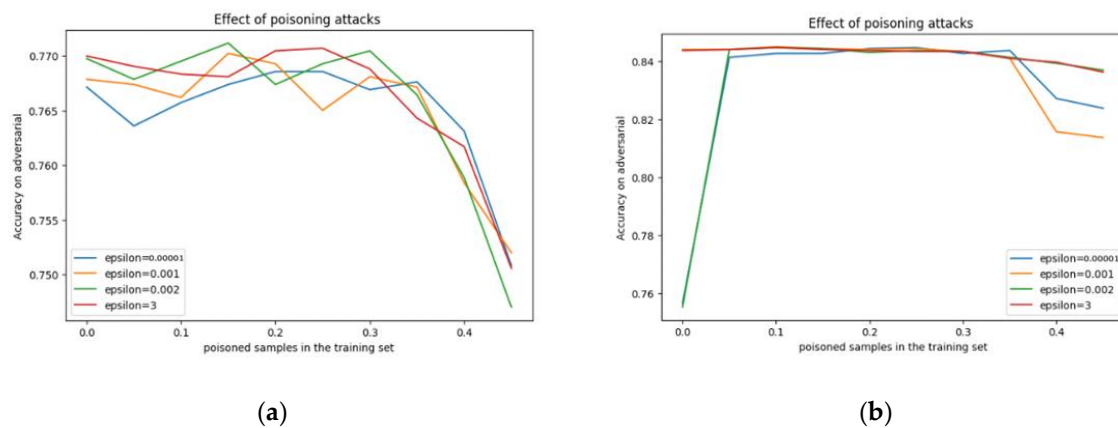 Effect of poisoning attacks
Accuracy on adversarial
0.770
0.765
0.760
0.755
0.750
epsilon=0.00001
epsilon=0.001
epsilon=0.002
epsilon=3
0.0 0.1 0.2 0.3 0.4
poisoned samples in the training set
(a)
Effect of poisoning attacks
Accuracy on adversarial
0.84
0.82
0.80
0.78
0.76
epsilon=0.00001
epsilon=0.001
epsilon=0.002
epsilon=3
0.0 0.1 0.2 0.3 0.4
poisoned samples in the training set
(b)